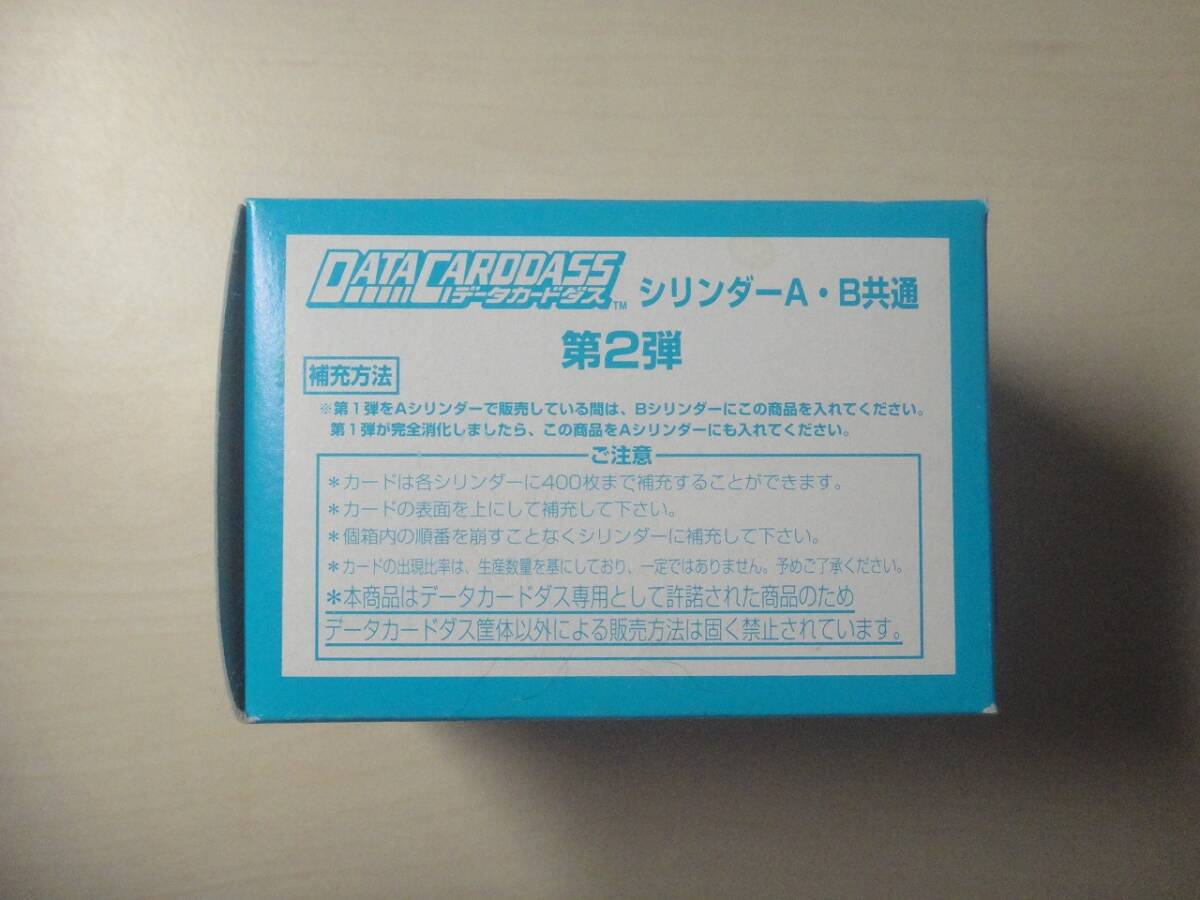 DATA CARDDASS
データカードダス TM
シリンダーA・B共通
第2弾
補充方法
※第1弾をAシリンダーで販売している間は、Bシリンダーにこの商品を入れてください。
第1弾が完全消化しましたら、この商品をAシリンダーにも入れてください。
ご注意
＊カードは各シリンダーに400枚まで補充することができます。
＊カードの表面を上にして補充して下さい。
＊個箱内の順番を崩すことなくシリンダーに補充して下さい。
＊カードの出現比率は、生産数量を基にしており、一定ではありません。予めご了承ください。
＊本商品はデータカードダス専用として許諾された商品のため
データカードダス筐体以外による販売方法は固く禁止されています。